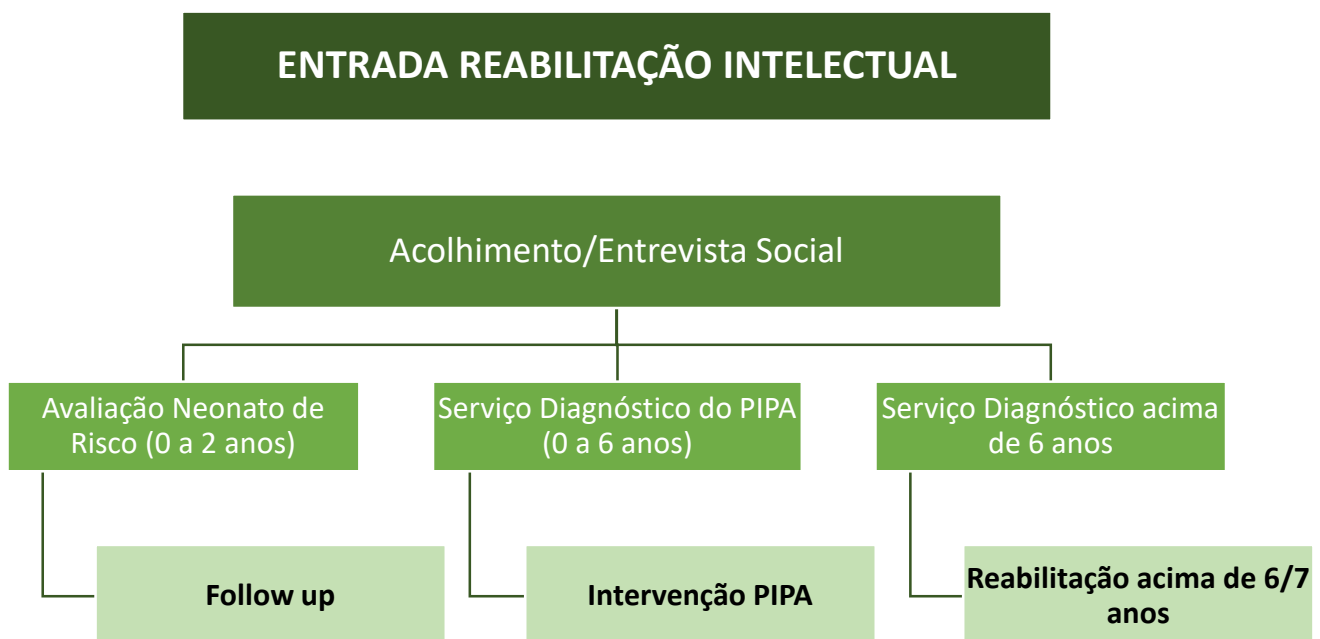 ENTRADA REABILITAÇÃO INTELECTUAL
Acolhimento/Entrevista Social
Avaliação Neonato de
Risco (0 a 2 anos)
Serviço Diagnóstico do PIPA
(0 a 6 anos)
Serviço Diagnóstico acima
de 6 anos
Follow up
Intervenção PIPA
Reabilitação acima de 6/7
anos